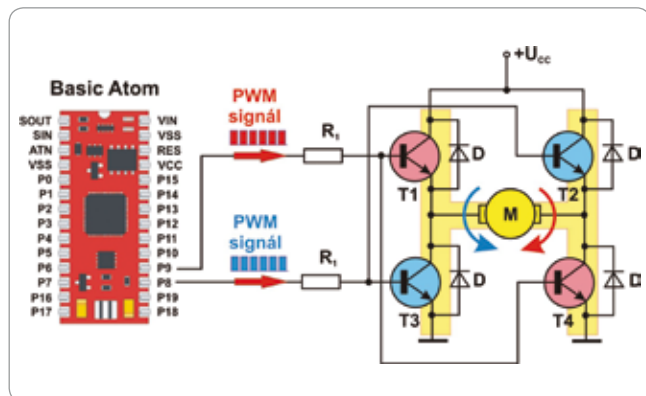 +Ucc
Basic Atom
SOUT
SIN
ATN
VSS
P0
P1
P2
P3
P4
P5
P6
P7
P16
P17
VIN
VSS
RES
VCC
P15
P14
P13
P12
P11
P10
P9
P8
P19
P18
PWM
signál
R1
PWM
signál
R1
T1
D
T2
D
M
T3
D
T4
D